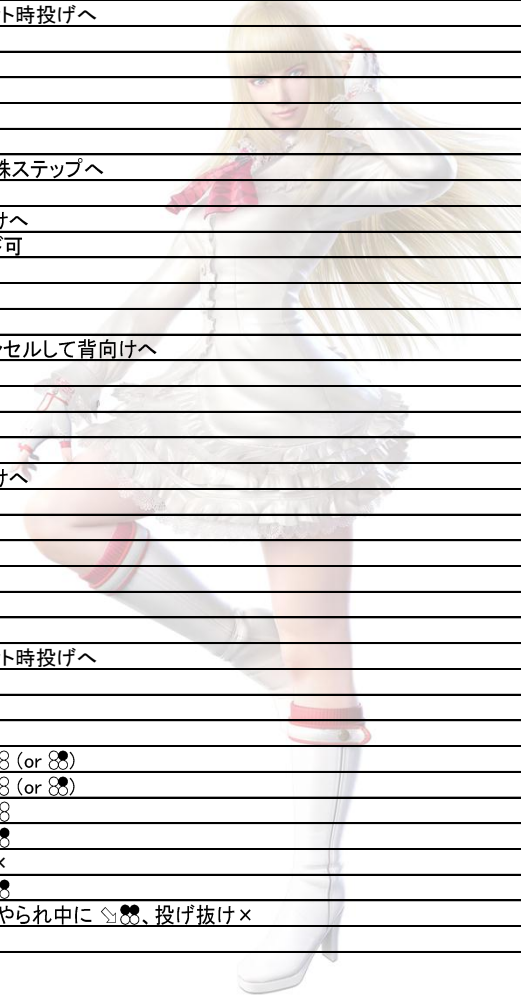 ト時投げへ
殊ステップへ
けへ
可
ンセルして背向けへ
けへ
ト時投げへ
(or )
(or )
×
やられ中に ⇘、投げ抜け×